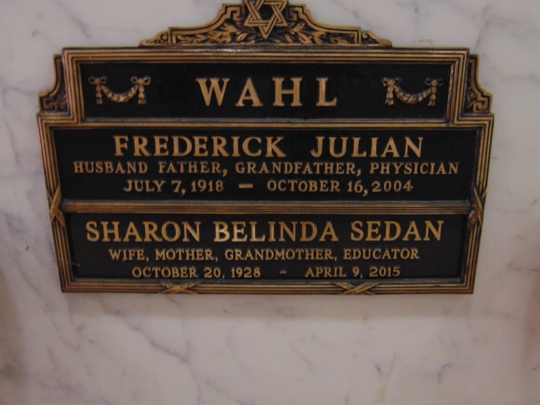 WAHL
FREDERICK JULIAN
HUSBAND FATHER, GRANDFATHER, PHYSICIAN
JULY 7, 1918 - OCTOBER 16, 2004
SHARON BELINDA SEDAN
WIFE, MOTHER, GRANDMOTHER, EDUCATOR
OCTOBER 20, 1928 - APRIL 9, 2015